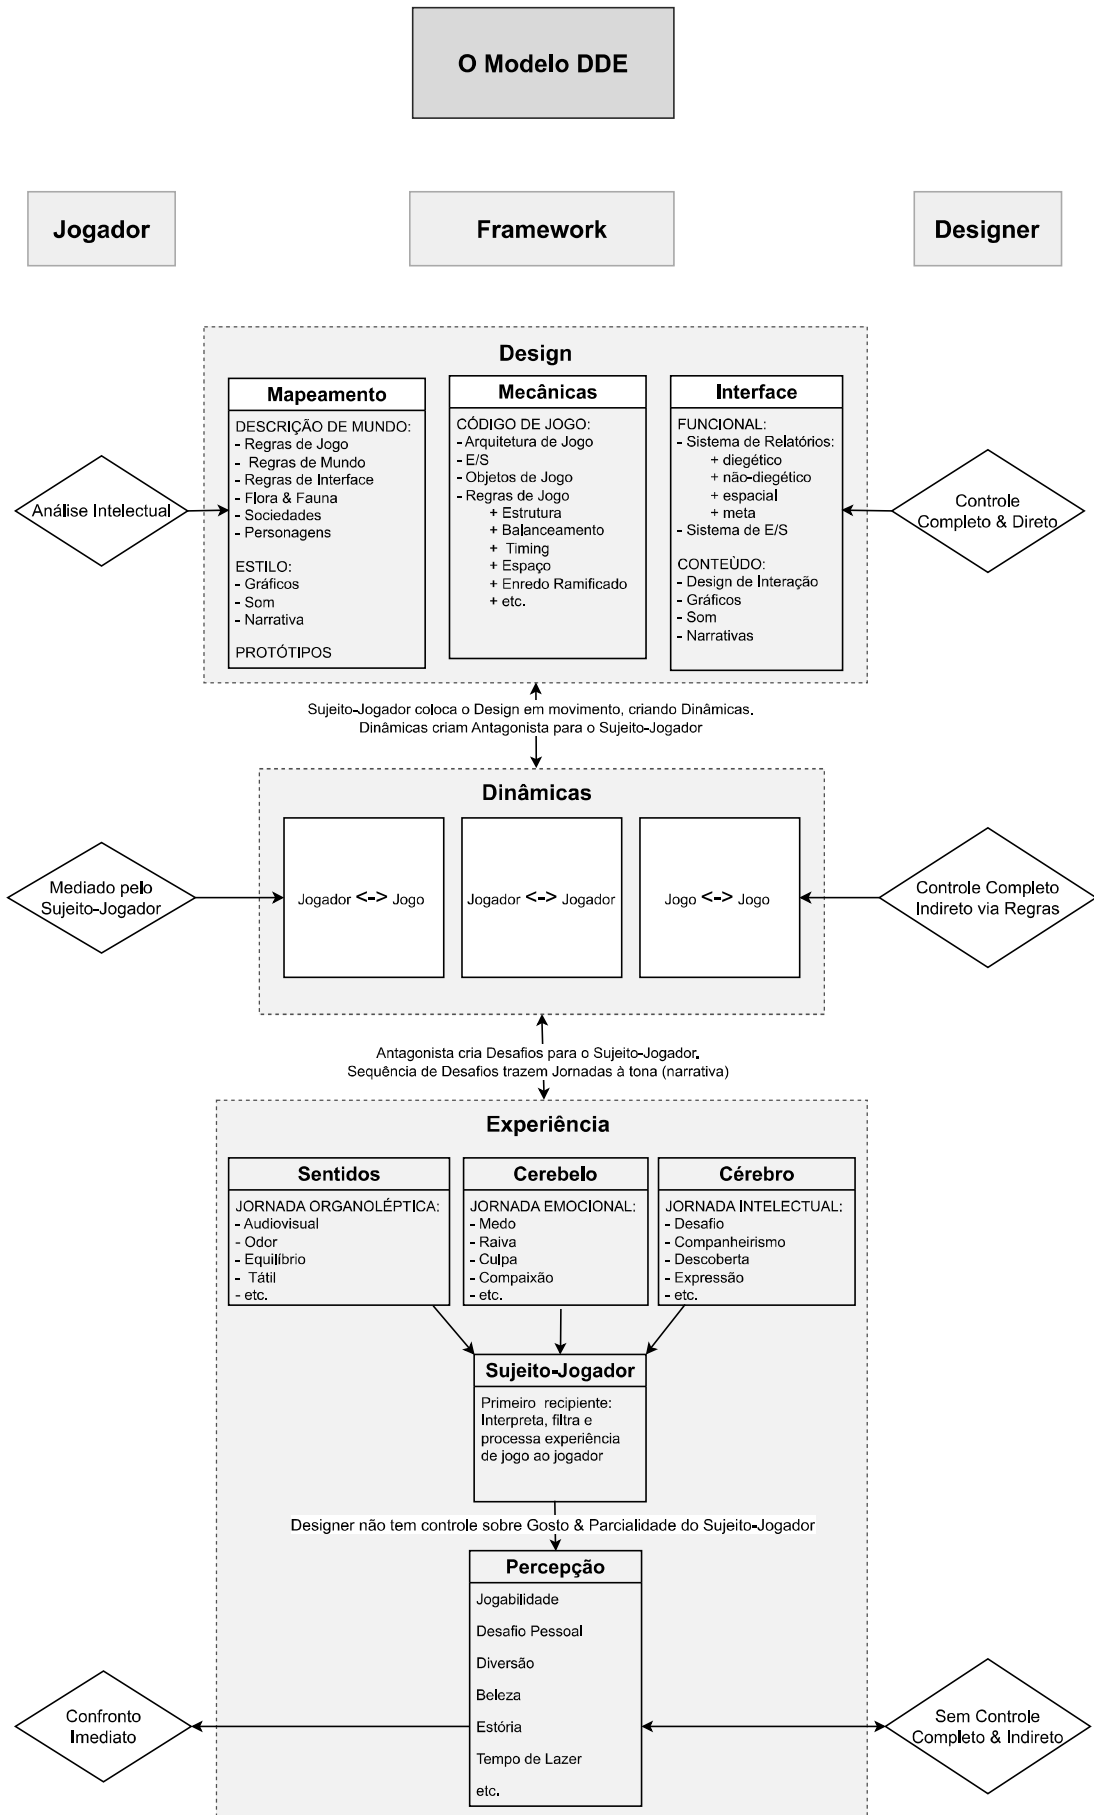 O Modelo DDE
Jogador
Framework
Designer
Design
Mapeamento
DESCRIÇÃO DE MUNDO:
- Regras de Jogo
- Regras de Mundo
- Regras de Interface
- Flora & Fauna
- Sociedades
- Personagens
ESTILO:
- Gráficos
- Som
- Narrativa
PROTÓTIPOS
Mecânicas
CÓDIGO DE JOGO:
- Arquitetura de Jogo
- E/S
- Objetos de Jogo
- Regras de Jogo
+ Estrutura
+ Balanceamento
+ Timing
+ Espaço
+ Enredo Ramificado
+ etc.
Interface
FUNCIONAL:
- Sistema de Relatórios:
+ diegético
+ não-diegético
+ espacial
+ meta
- Sistema de E/S
CONTEÙDO:
- Design de Interação
- Gráficos
- Som
- Narrativas
Análise Intelectual
Controle
Completo & Direto
Sujeito-Jogador coloca o Design em movimento, criando Dinâmicas.
Dinâmicas criam Antagonista para o Sujeito-Jogador
Dinâmicas
Mediado pelo
Sujeito-Jogador
Jogador <-> Jogo
Jogador <-> Jogador
Jogo <-> Jogo
Controle Completo
Indireto via Regras
Antagonista cria Desafios para o Sujeito-Jogador.
Sequência de Desafios trazem Jornadas à tona (narrativa)
Experiência
Sentidos
JORNADA ORGANOLÉPTICA:
- Audiovisual
- Odor
- Equilíbrio
- Tátil
- etc.
Cerebelo
JORNADA EMOCIONAL:
- Medo
- Raiva
- Culpa
- Compaixão
- etc.
Cérebro
JORNADA INTELECTUAL:
- Desafio
- Companheirismo
- Descoberta
- Expressão
- etc.
Sujeito-Jogador
Primeiro recipiente:
Interpreta, filtra e
processa experiência
de jogo ao jogador
Designer não tem controle sobre Gosto & Parcialidade do Sujeito-Jogador
Percepção
Jogabilidade
Desafio Pessoal
Diversão
Beleza
Estória
Tempo de Lazer
etc.
Confronto
Imediato
Sem Controle
Completo & Indireto